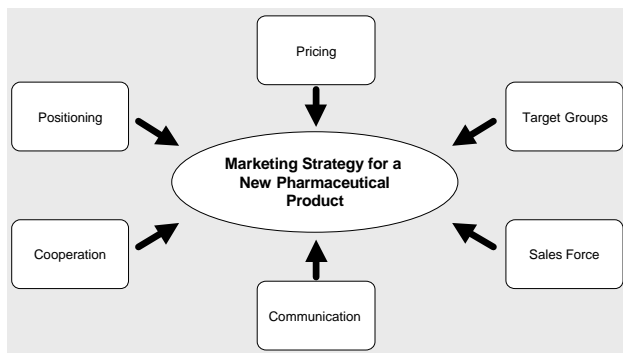 Pricing
Positioning
Target Groups
Marketing Strategy for a
New Pharmaceutical
Product
Cooperation
Sales Force
Communication